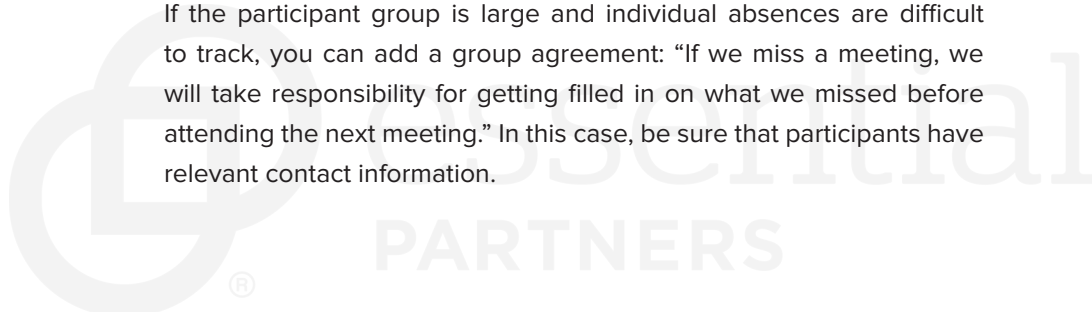 If the participant group is large and individual absences are difficult
to track, you can add a group agreement: “If we miss a meeting, we
will take responsibility for getting filled in on what we missed before
attending the next meeting.” In this case, be sure that participants have
relevant contact information.
essential
PARTNERS
®